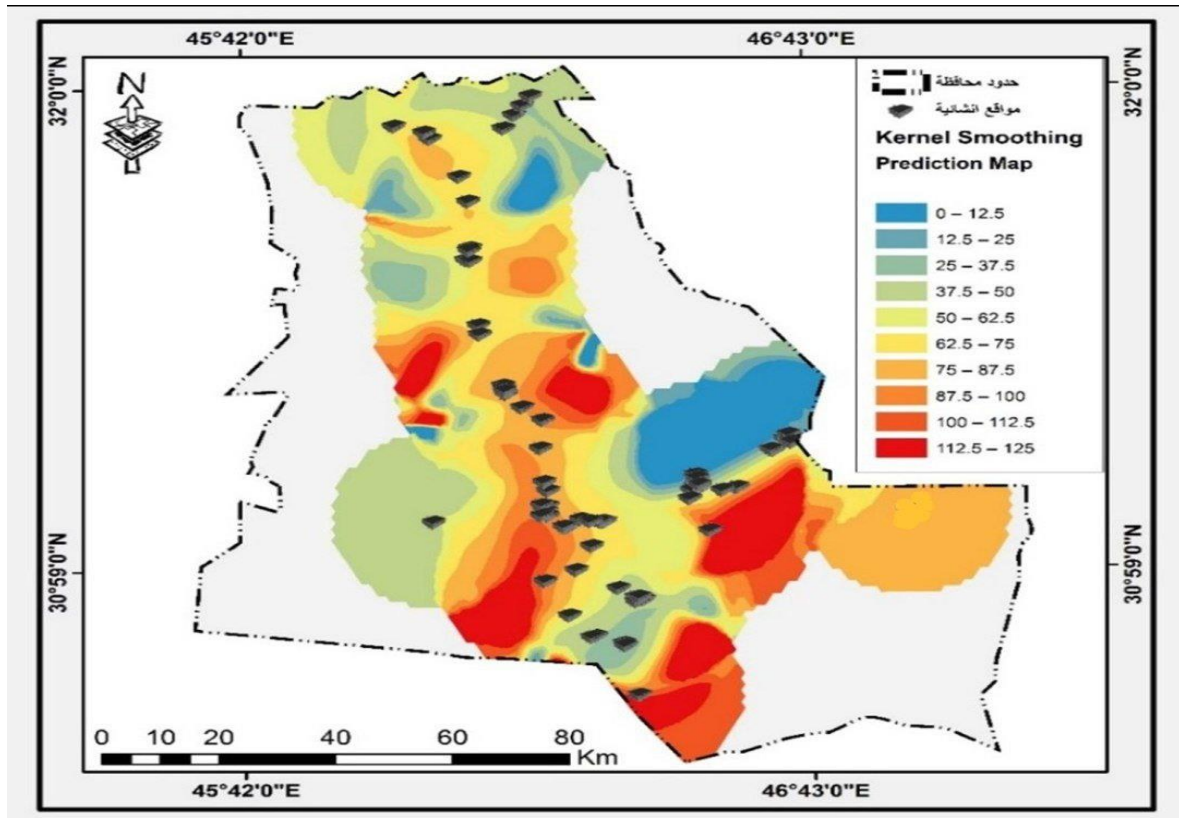 45°42'0"E 46°43'0"E
32°0'0"N 32°0'0"N
N
حدود محافظة
مواقع انشائية
Kernel Smoothing
Prediction Map
0 – 12.5
12.5 – 25
25 – 37.5
37.5 – 50
50 – 62.5
62.5 – 75
75 – 87.5
87.5 – 100
100 – 112.5
112.5 – 125
30°59'0"N 30°59'0"N
0 10 20 40 60 80
Km
45°42'0"E 46°43'0"E